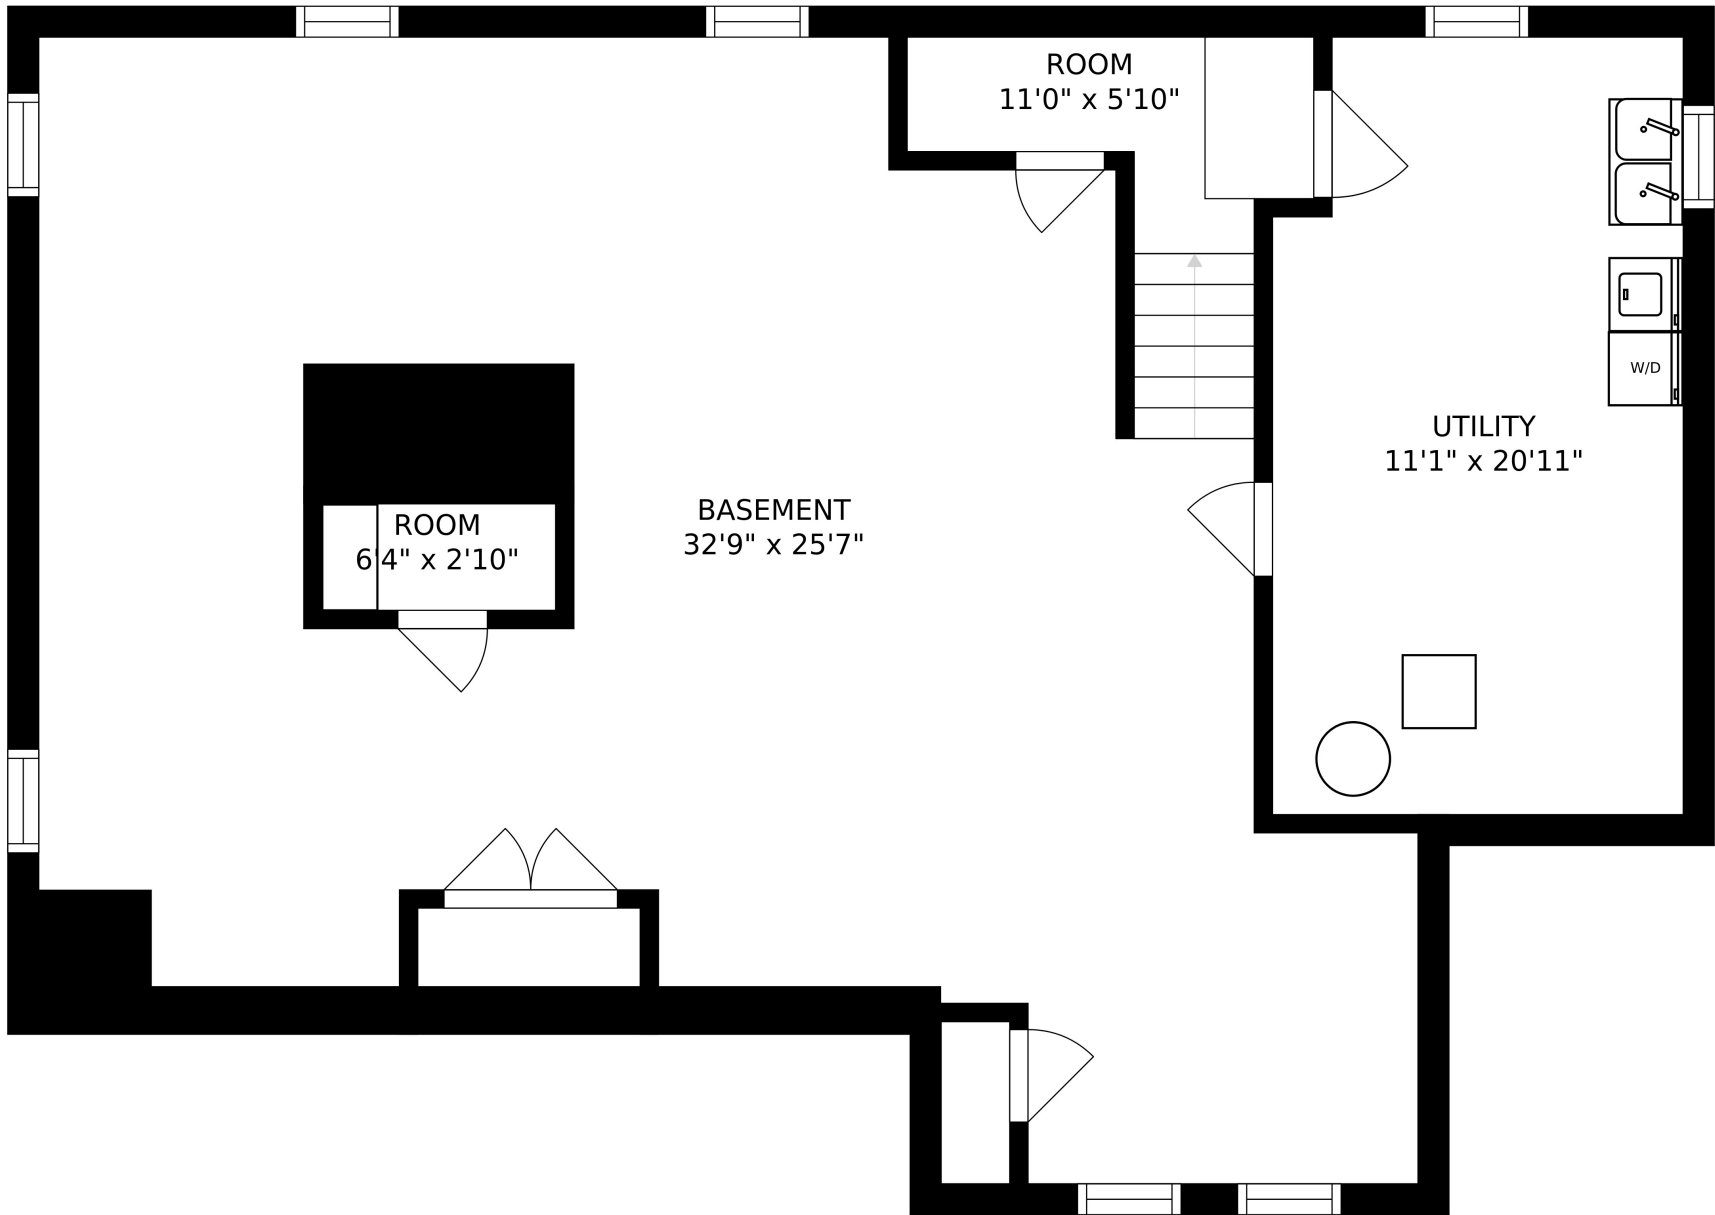 ROOM
11'0" x 5'10"
W/D
UTILITY
11'1" x 20'11"
BASEMENT
32'9" x 25'7"
ROOM
6'4" x 2'10"